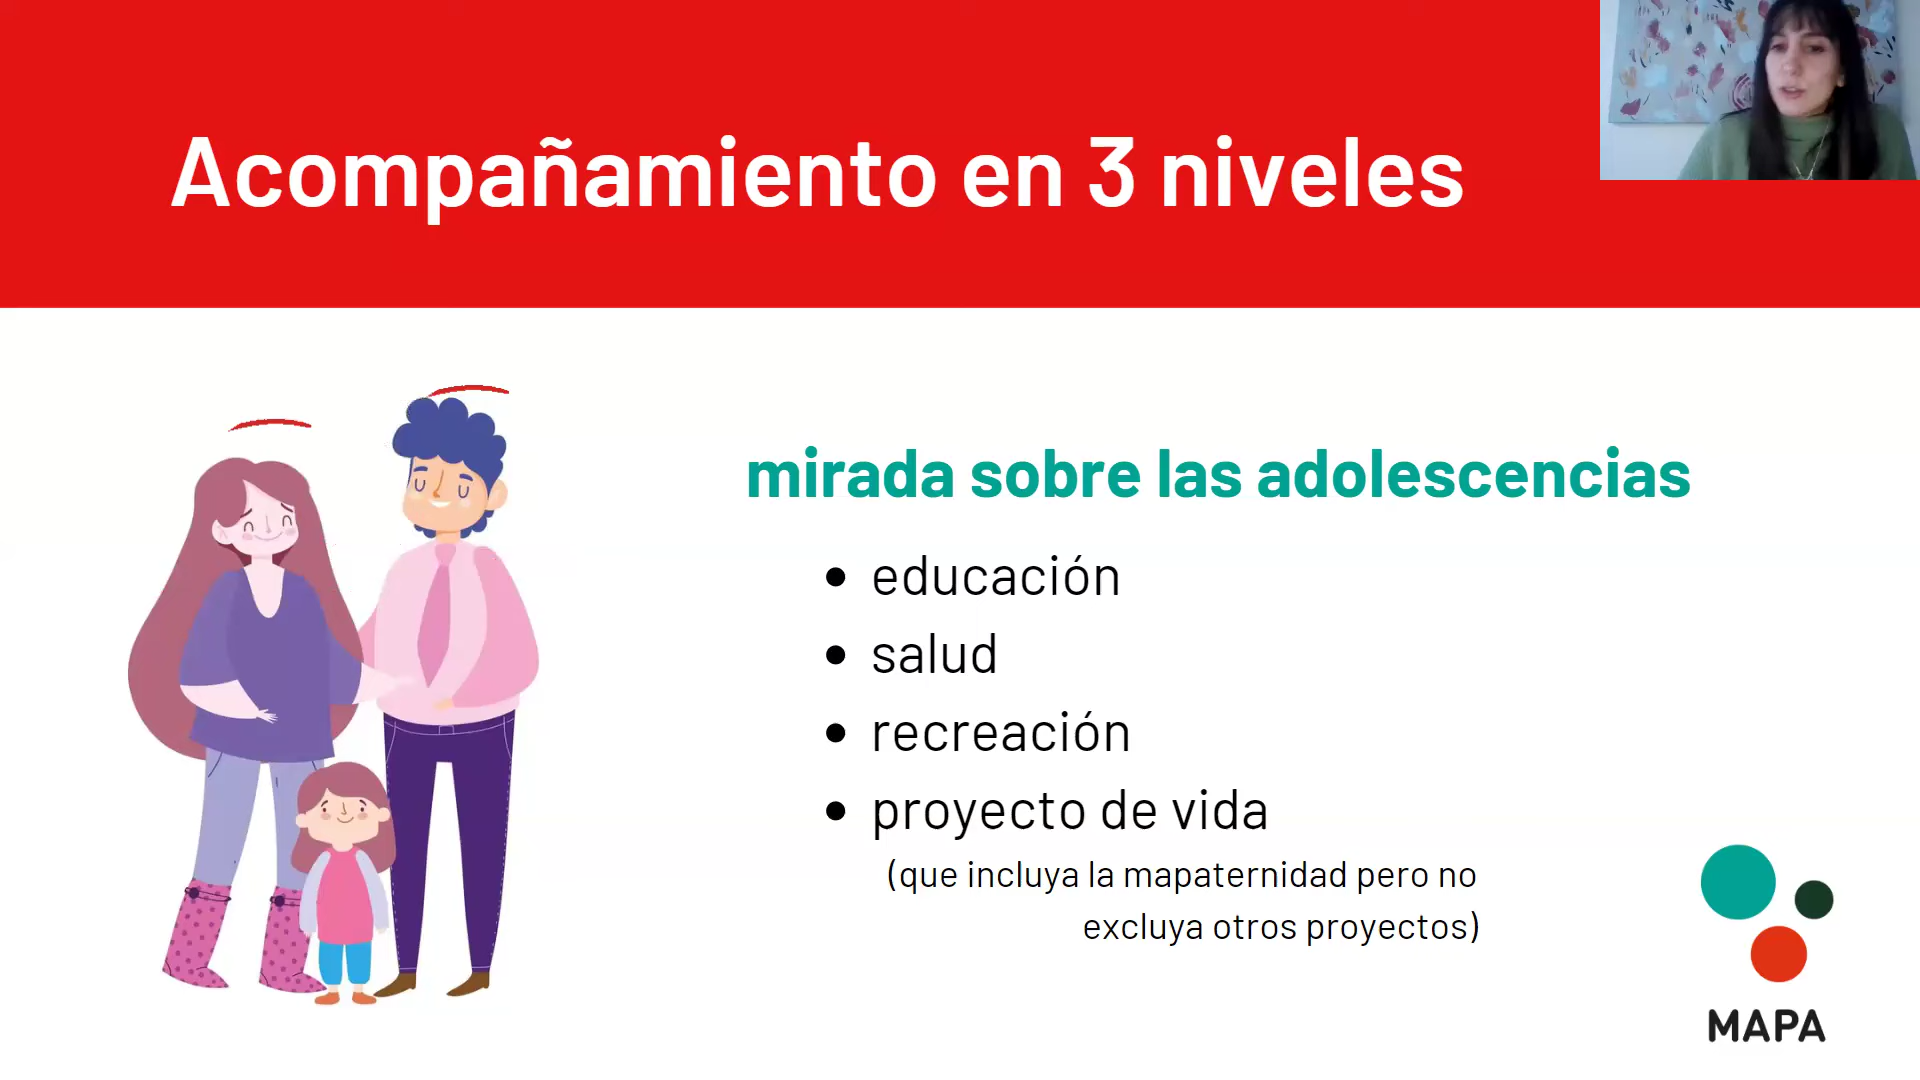 Acompañamiento en 3 niveles
mirada sobre las adolescencias
• educación
• salud
• recreación
• proyecto de vida
(que incluya la mapaternidad pero no
excluya otros proyectos)
MAPA